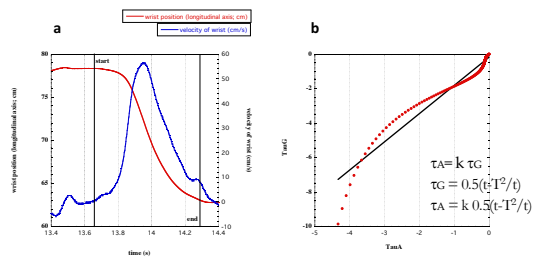 a
wrist position (longitudinal axis; cm)
velocity of wrist (cm/s)
wrist position (longitudinal axis; cm)
80
75
70
65
60
start
end
60
50
40
30
20
10
0
-10
velocity of wrist (cm/s)
13.4
13.6
13.8
14
14.2
14.4
time (s)
b
TauG
0
-2
-4
-6
-8
-10
τA= k τG
τG = 0.5(t-T²/t)
τA = k 0.5(t-T²/t)
-5
-4
-3
-2
-1
0
TauA